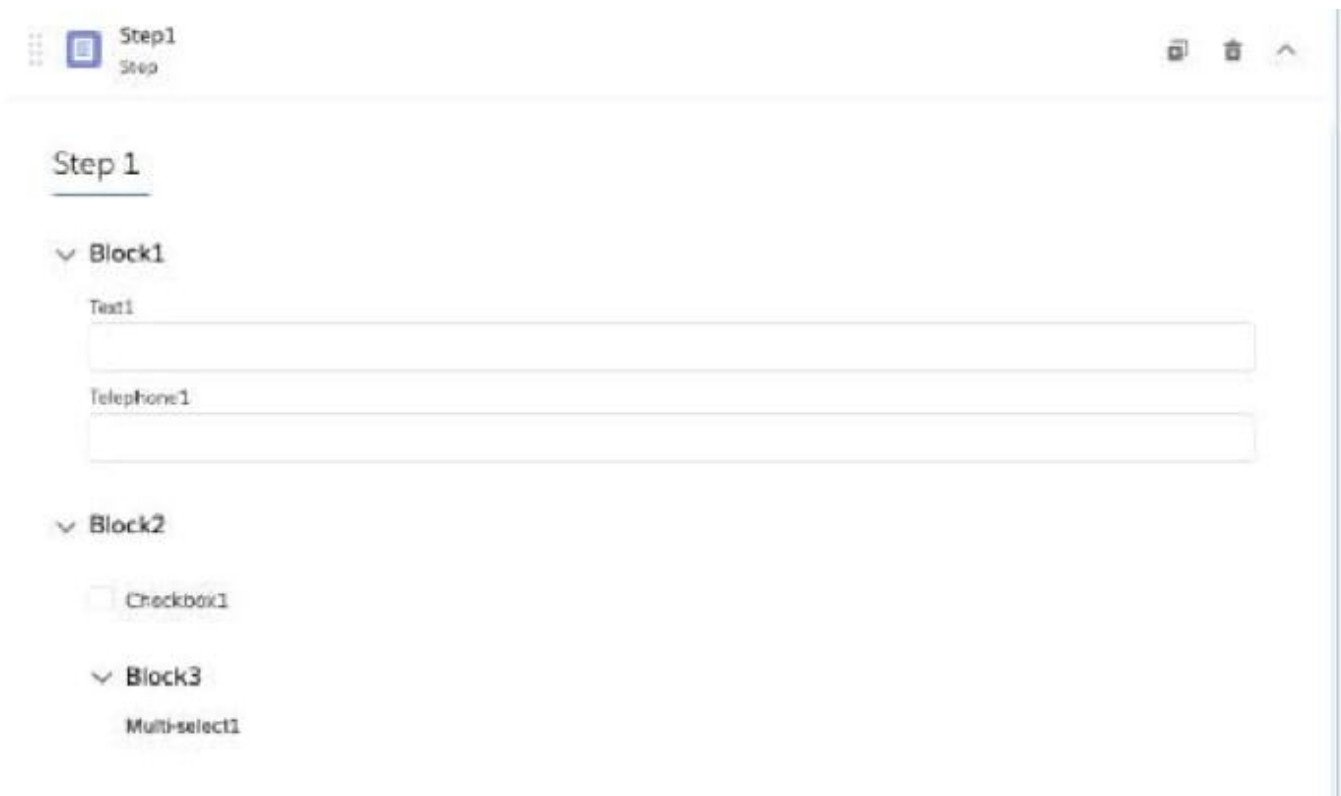 Step1
Step
Step 1
Block1
Text1
Telephone1
Block2
Checkbox1
Block3
Multi-select1